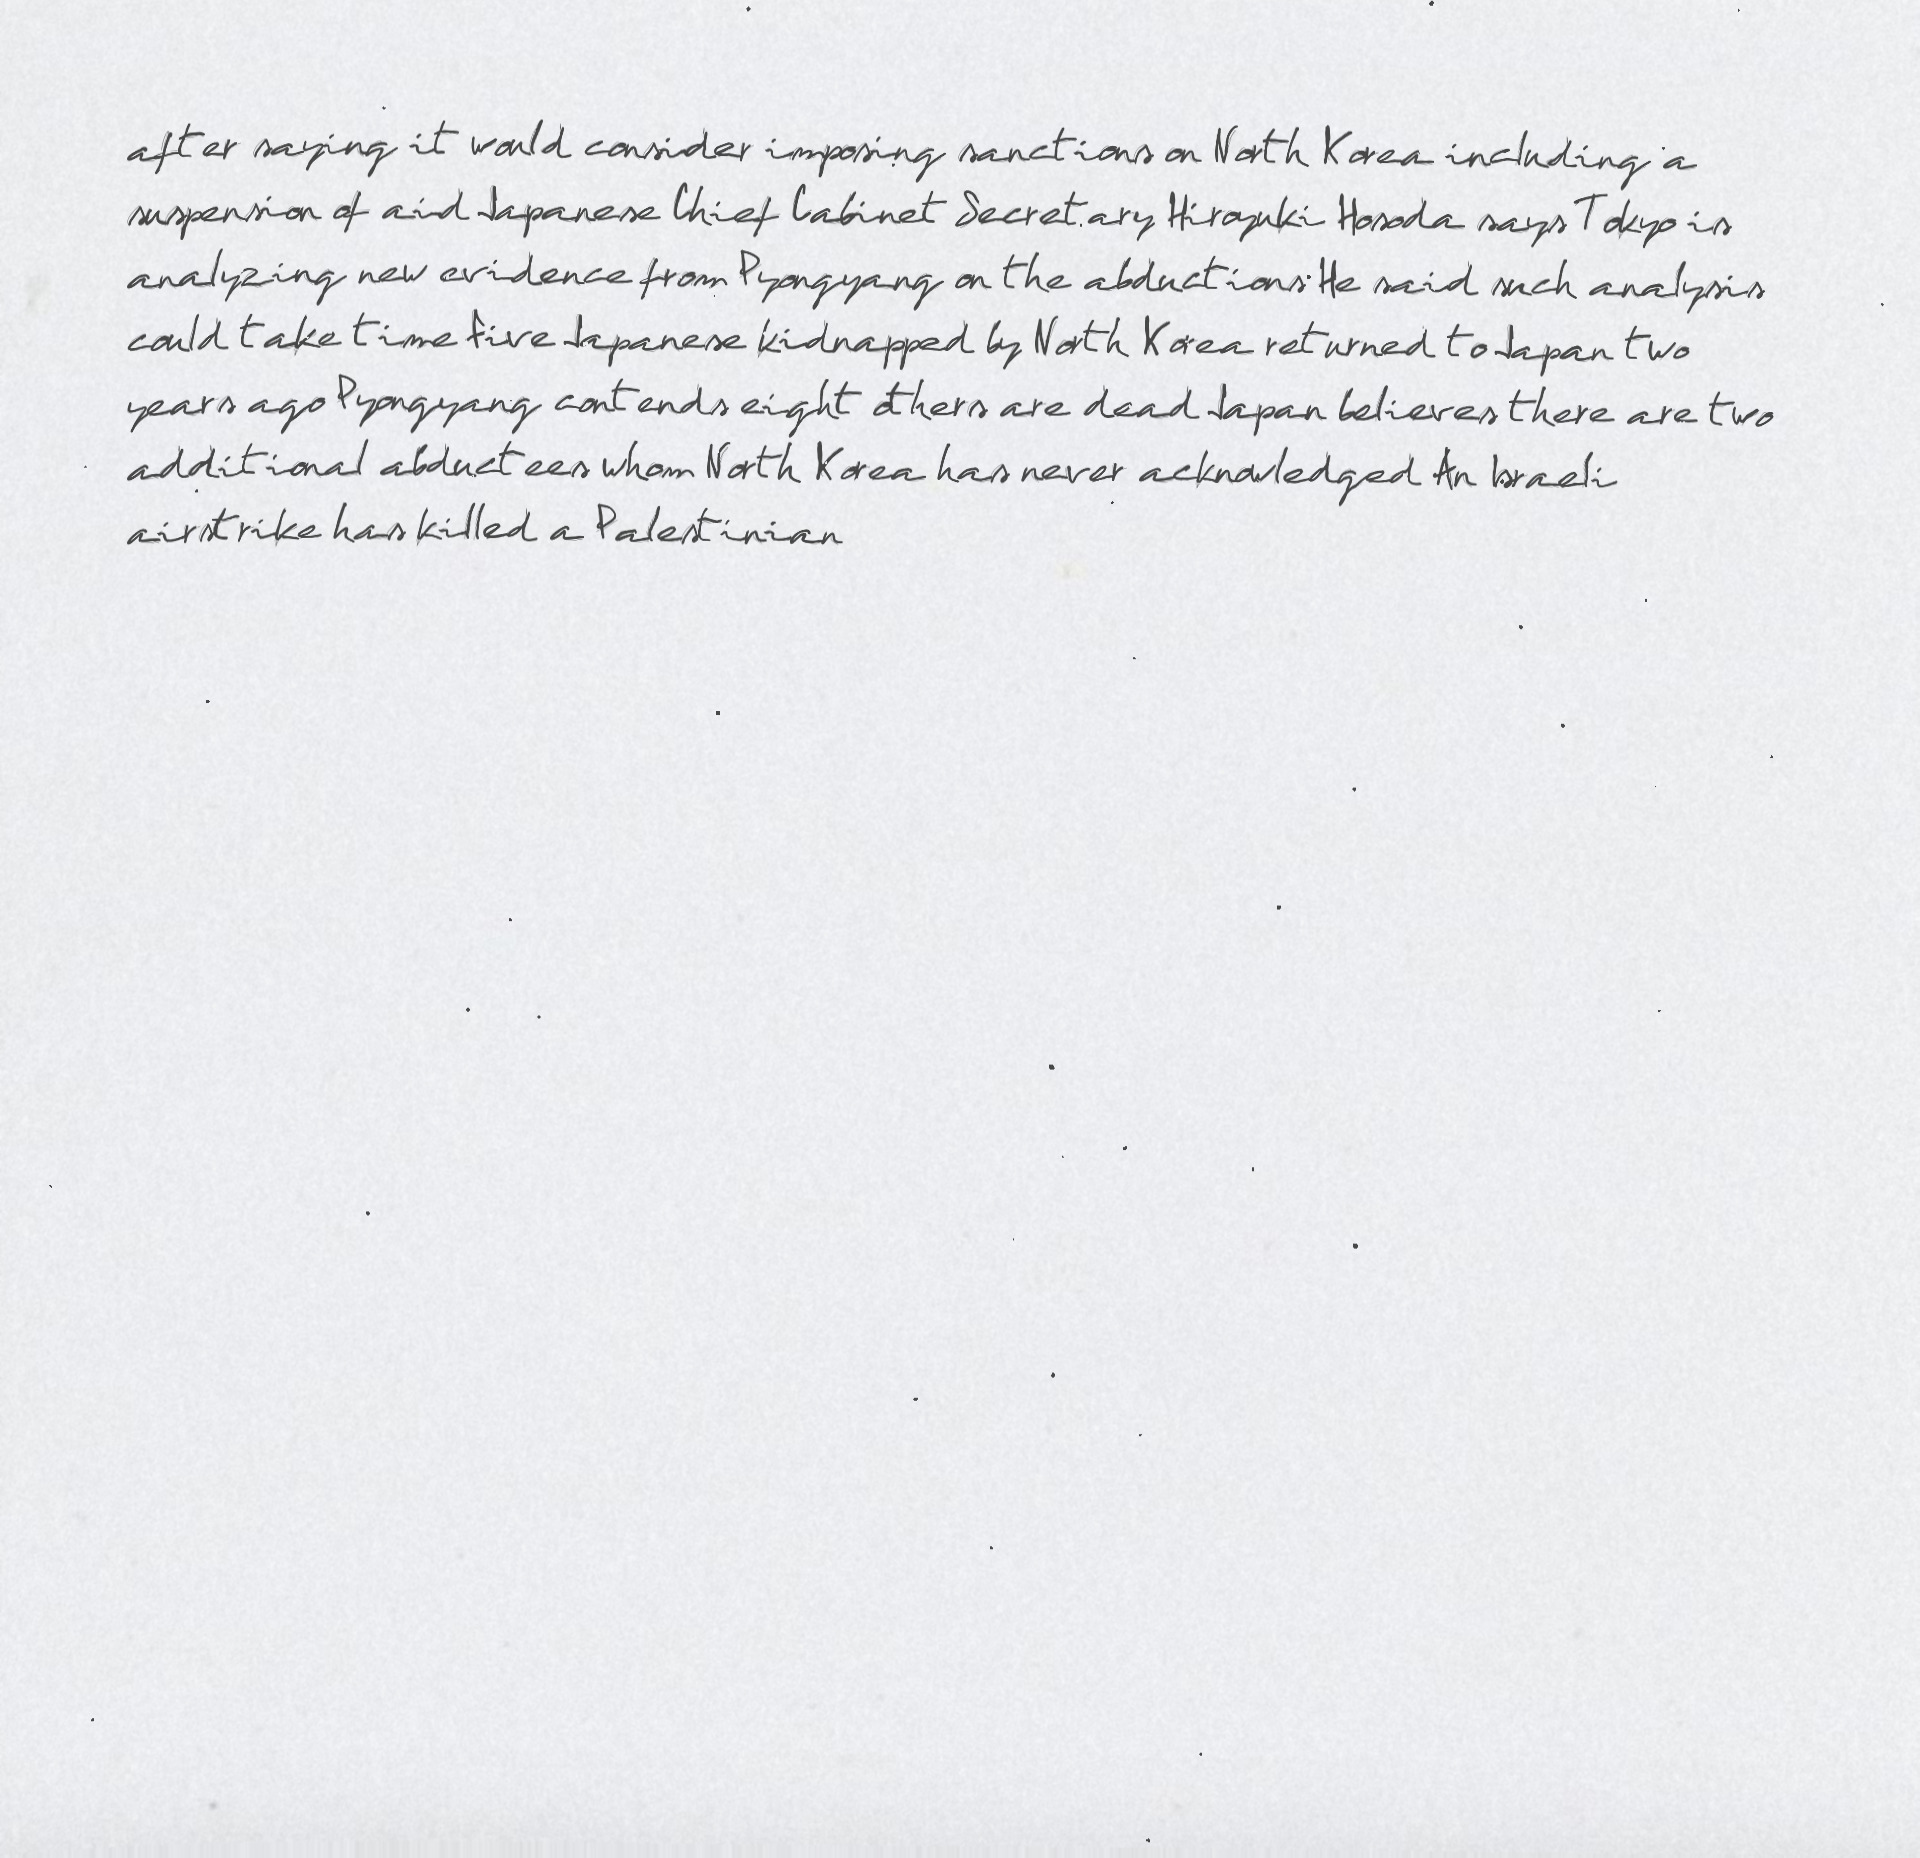 after saying it would consider imposing sanctions on North Korea including a
suspension of aid Japanese Chief Cabinet Secretary Hiroyuki Hosoda says Tokyo is
analyzing new evidence from Pyongyang on the abductions He said such analysis
could take time five Japanese kidnapped by North Korea returned to Japan two
years ago Pyongyang contends eight others are dead Japan believes there are two
additional abductees whom North Korea has never acknowledged An Israeli
airstrike has killed a Palestinian